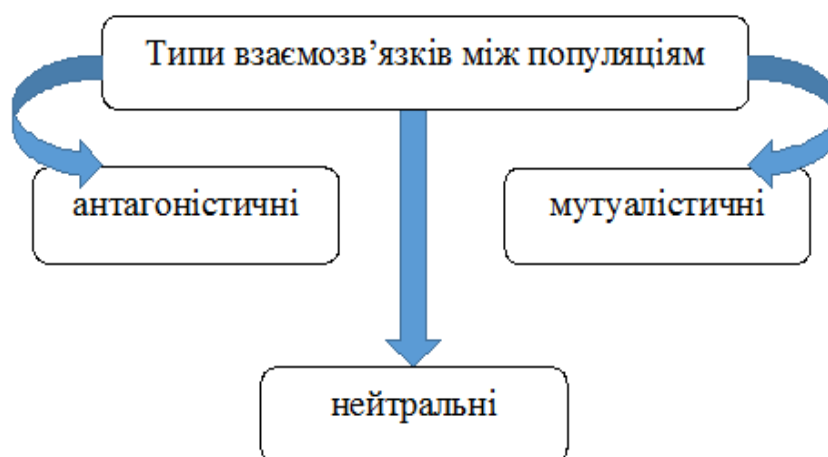 Типи взаємозв’язків між популяціям
антагоністичні
мутуалістичні
нейтральні